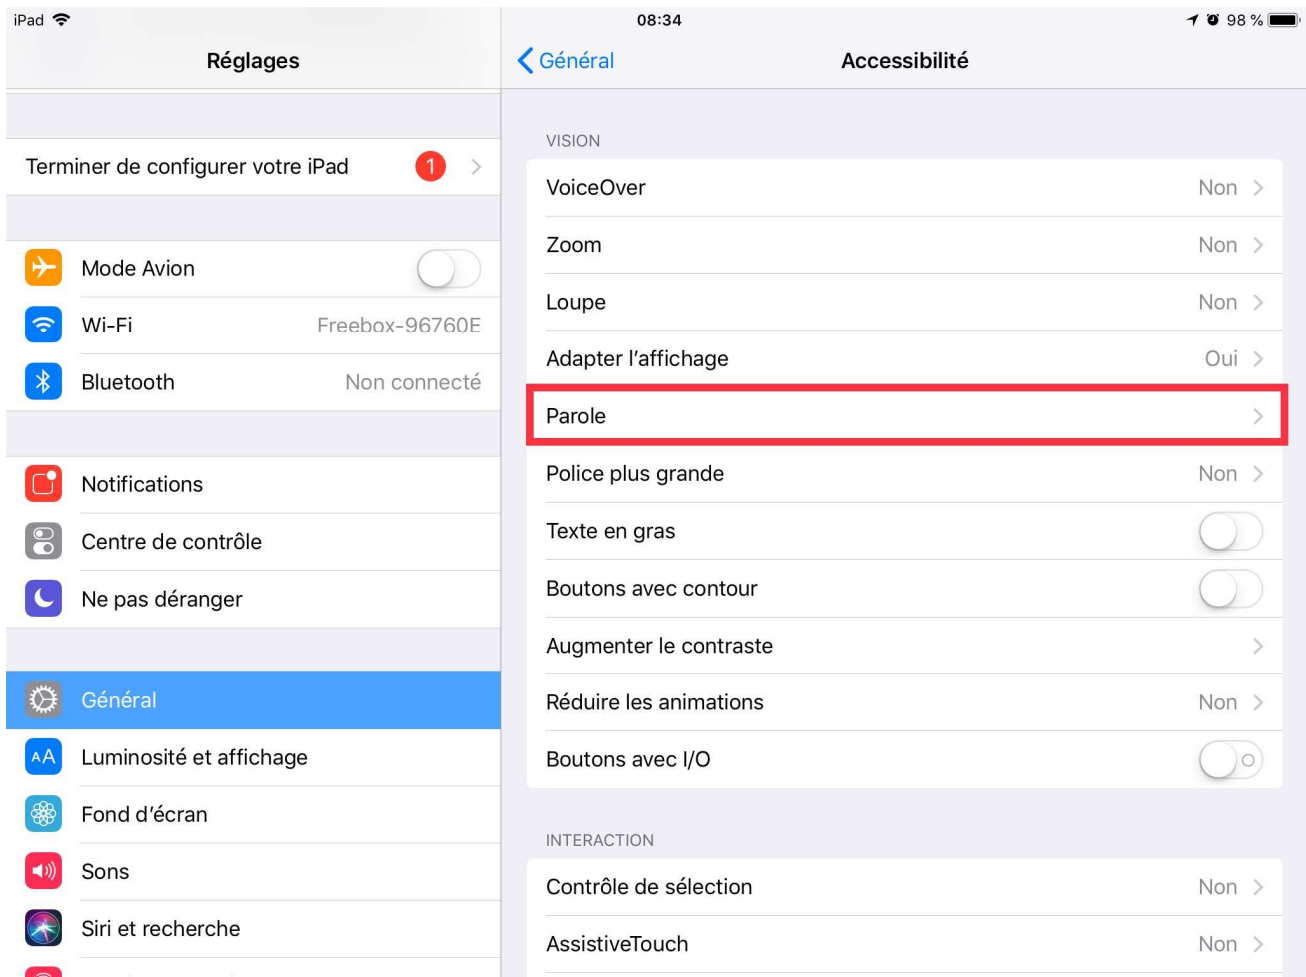 iPad 08:34 98 %
Réglages
Terminer de configurer votre iPad 1
Mode Avion
Wi-Fi Freebox-96760E
Bluetooth Non connecté
Notifications
Centre de contrôle
Ne pas déranger
Général
AA Luminosité et affichage
Fond d’écran
Sons
Siri et recherche
Général Accessibilité
VISION
VoiceOver Non
Zoom Non
Loupe Non
Adapter l’affichage Oui
Parole
Police plus grande Non
Texte en gras
Boutons avec contour
Augmenter le contraste
Réduire les animations Non
Boutons avec I/O
INTERACTION
Contrôle de sélection Non
AssistiveTouch Non